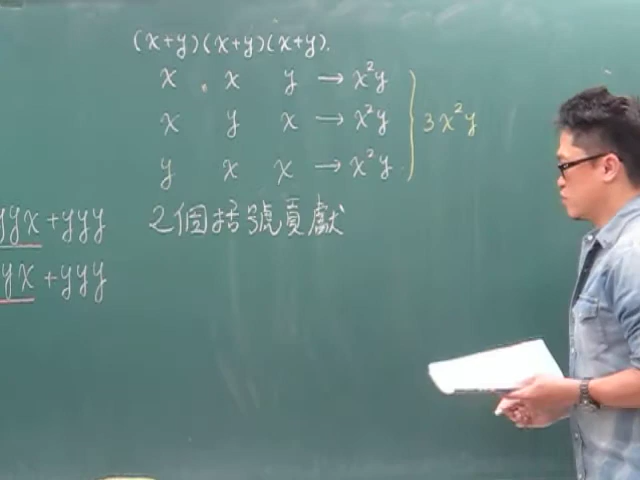 (x+y)(x+y)(x+y).
x x y → x²y
x y x → x²y
y x x → x²y
3x²y
yyx+yyy
yx+yyy
2個括號貢獻